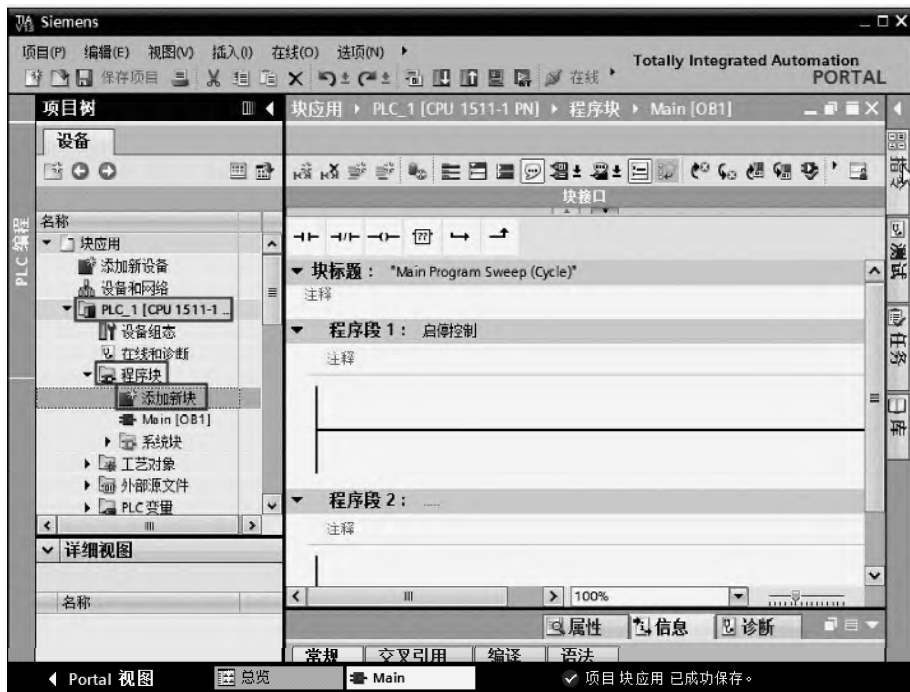 TIA V13 Siemens
项目(P) 编辑(E) 视图(V) 插入(I) 在线(O) 选项(N)
Totally Integrated Automation
PORTAL
保存项目
在线
项目树
块应用 PLC_1 [CPU 1511-1 PN] 程序块 Main [OB1]
设备
块接口
PLC 编程
名称
块应用
添加新设备
设备和网络
PLC_1 [CPU 1511-1 ...
设备组态
在线和诊断
程序块
添加新块
Main [OB1]
系统块
工艺对象
外部源文件
PLC 变量
详细视图
名称
块标题： "Main Program Sweep (Cycle)"
注释
程序段 1： 启停控制
注释
程序段 2： .....
注释
100%
测试
任务
库
属性 信息 诊断
常规 交叉引用 编译 语法
Portal 视图 总览 Main 项目 块应用 已成功保存。